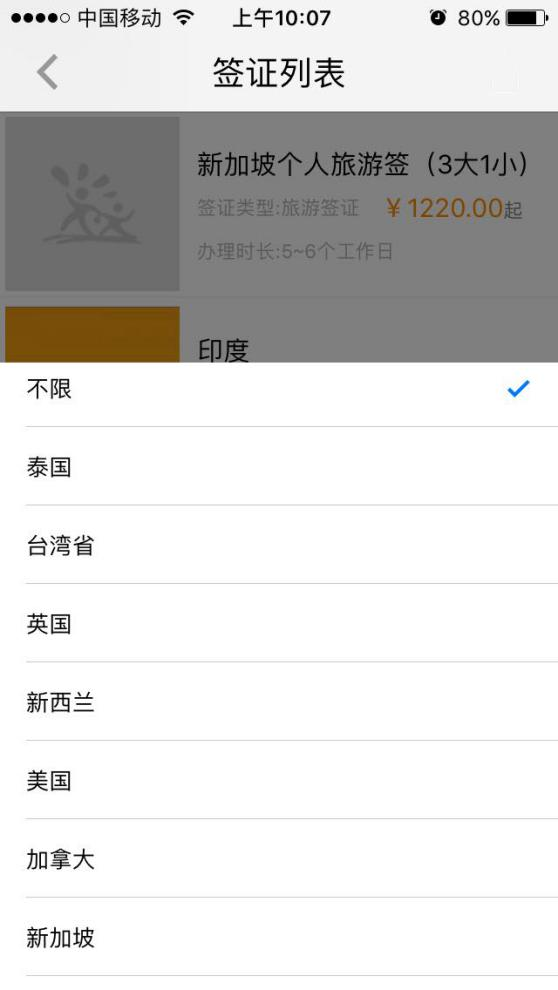 中国移动 上午10:07 80%
签证列表
新加坡个人旅游签（3大1小）
签证类型:旅游签证 ¥1220.00起
办理时长:5~6个工作日
印度
不限
泰国
台湾省
英国
新西兰
美国
加拿大
新加坡